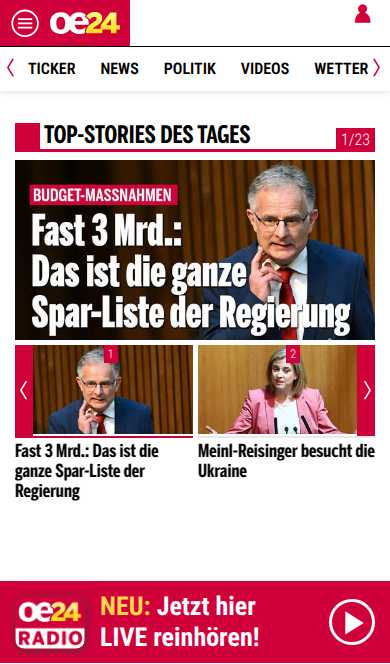 oe24
TICKER NEWS POLITIK VIDEOS WETTER
TOP-STORIES DES TAGES
1/23
BUDGET-MASSNAHMEN
Fast 3 Mrd.:
Das ist die ganze
Spar-Liste der Regierung
1
2
Fast 3 Mrd.: Das ist die
ganze Spar-Liste der
Regierung
Meinl-Reisinger besucht die
Ukraine
oe24
RADIO
NEU: Jetzt hier
LIVE reinhören!